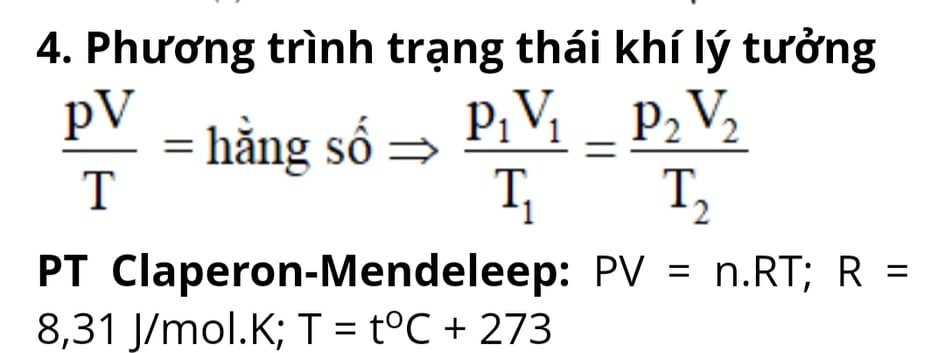 4. Phương trình trạng thái khí lý tưởng
pV/T = hằng số ⇒ p₁V₁/T₁ = p₂V₂/T₂
PT Claperon-Mendeleep: PV = n.RT; R =
8,31 J/mol.K; T = tºC + 273